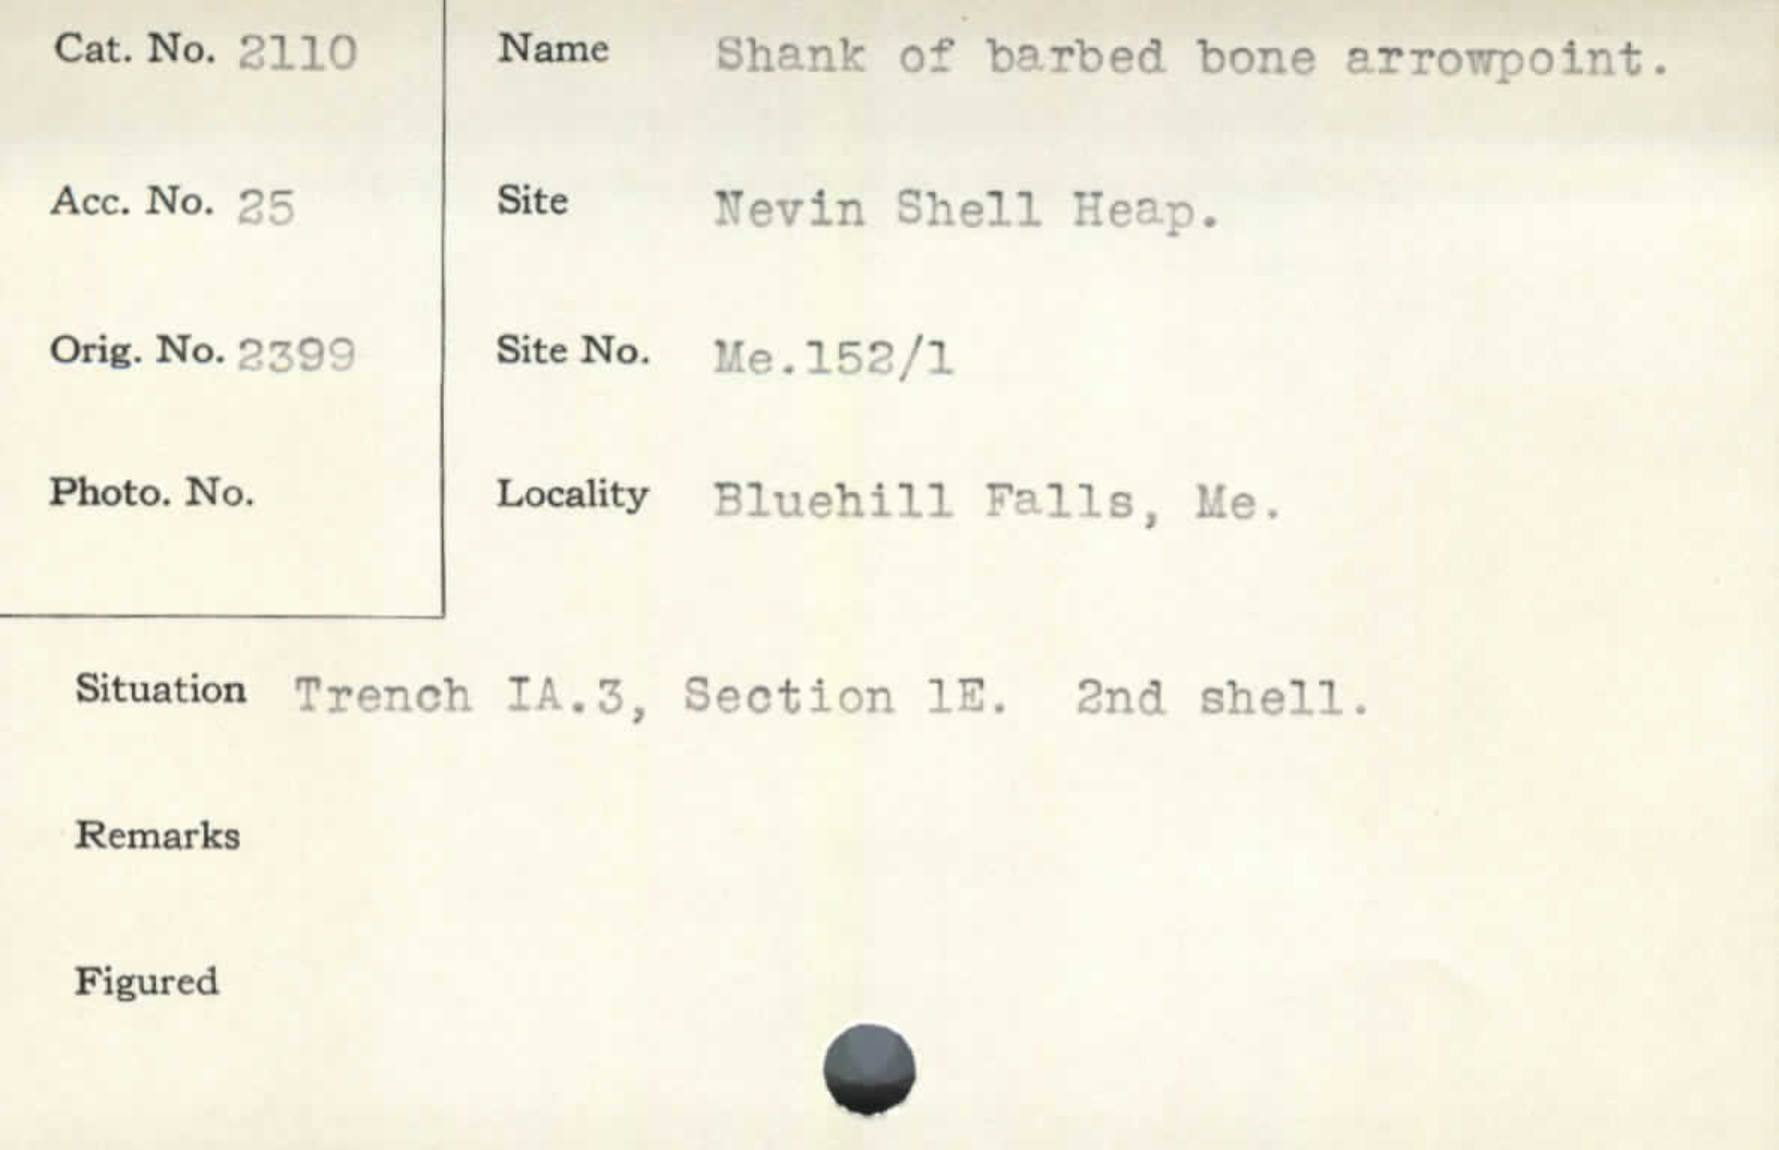 Cat. No. 2110
Acc. No. 25
Orig. No. 2399
Photo. No.
Name Shank of barbed bone arrowpoint.
Site Nevin Shell Heap.
Site No. Me.152/1
Locality Bluehill Falls, Me.
Situation Trench IA.3, Section 1E. 2nd shell.
Remarks
Figured